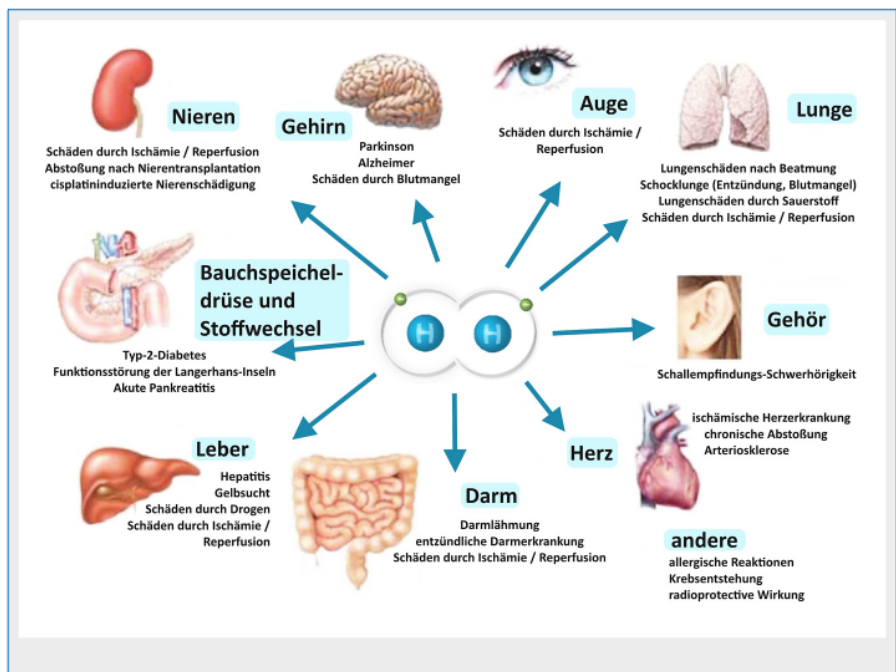 Nieren
Schäden durch Ischämie / Reperfusion
Abstoßung nach Nierentransplantation
cisplatininduzierte Nierenschädigung
Gehirn
Parkinson
Alzheimer
Schäden durch Blutmangel
Auge
Schäden durch Ischämie /
Reperfusion
Lunge
Lungenschäden nach Beatmung
Schocklunge (Entzündung, Blutmangel)
Lungenschäden durch Sauerstoff
Schäden durch Ischämie / Reperfusion
Bauchspeichel-
drüse und
Stoffwechsel
Typ-2-Diabetes
Funktionsstörung der Langerhans-Inseln
Akute Pankreatitis
H H
Gehör
Schallempfindungs-Schwerhörigkeit
Leber
Hepatitis
Gelbsucht
Schäden durch Drogen
Schäden durch Ischämie /
Reperfusion
Darm
Darmlähmung
entzündliche Darmerkrankung
Schäden durch Ischämie / Reperfusion
Herz
ischämische Herzerkrankung
chronische Abstoßung
Arteriosklerose
andere
allergische Reaktionen
Krebsentstehung
radioprotective Wirkung